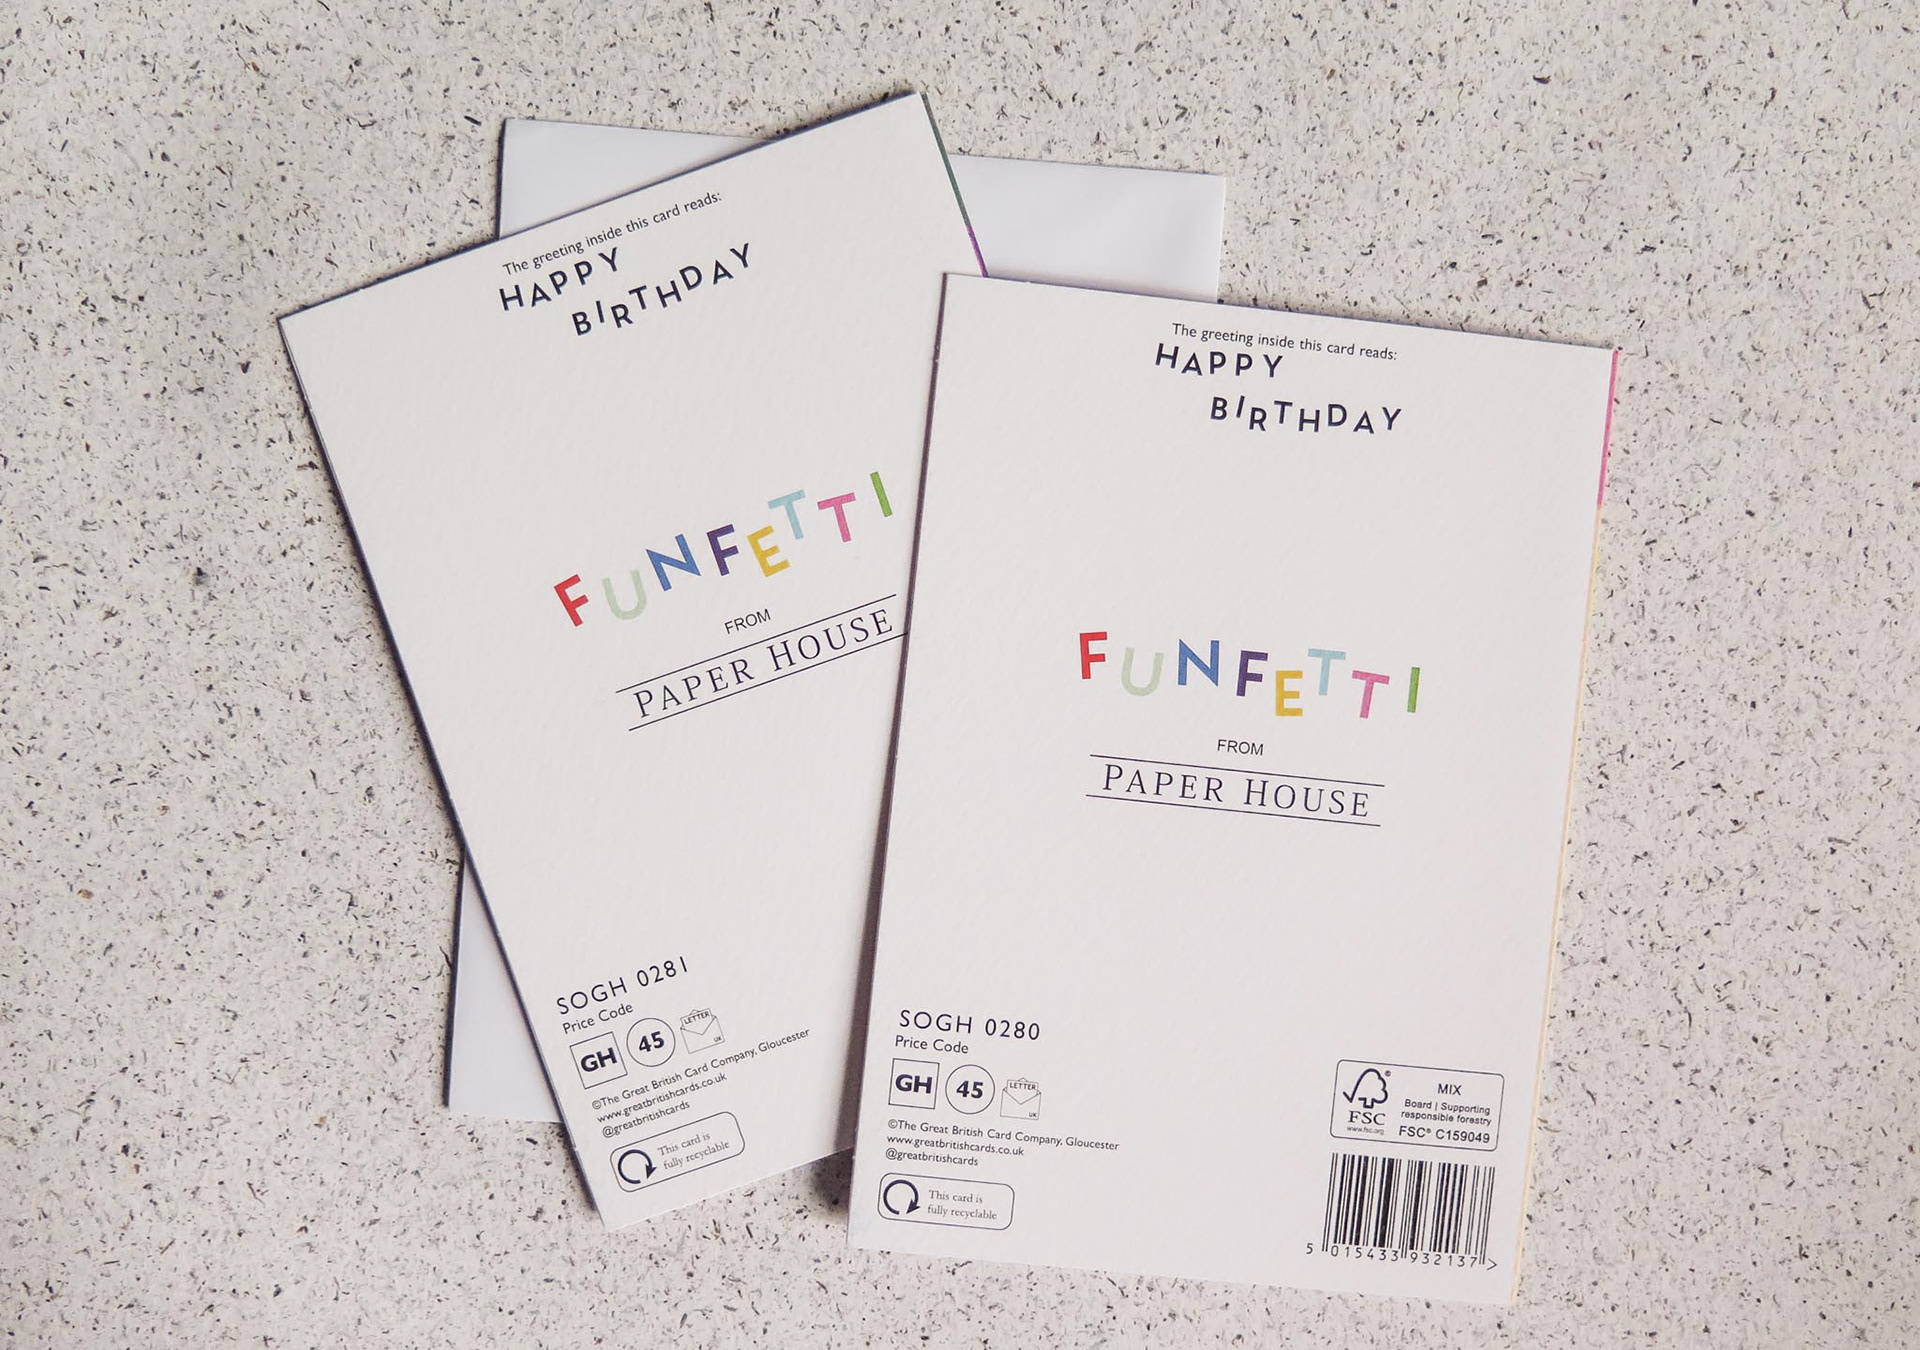 The greeting inside this card reads:
HAPPY
BIRTHDAY
FUNFETTI
FROM
PAPER HOUSE
SOGH 0281
Price Code
GH 45 LETTER UK
©The Great British Card Company, Gloucester
www.greatbritishcards.co.uk
@greatbritishcards
This card is
fully recyclable
The greeting inside this card reads:
HAPPY
BIRTHDAY
FUNFETTI
FROM
PAPER HOUSE
SOGH 0280
Price Code
GH 45 LETTER UK
©The Great British Card Company, Gloucester
www.greatbritishcards.co.uk
@greatbritishcards
This card is
fully recyclable
®
FSC
www.fsc.org
MIX
Board | Supporting
responsible forestry
FSC® C159049
5 015433 932137 >